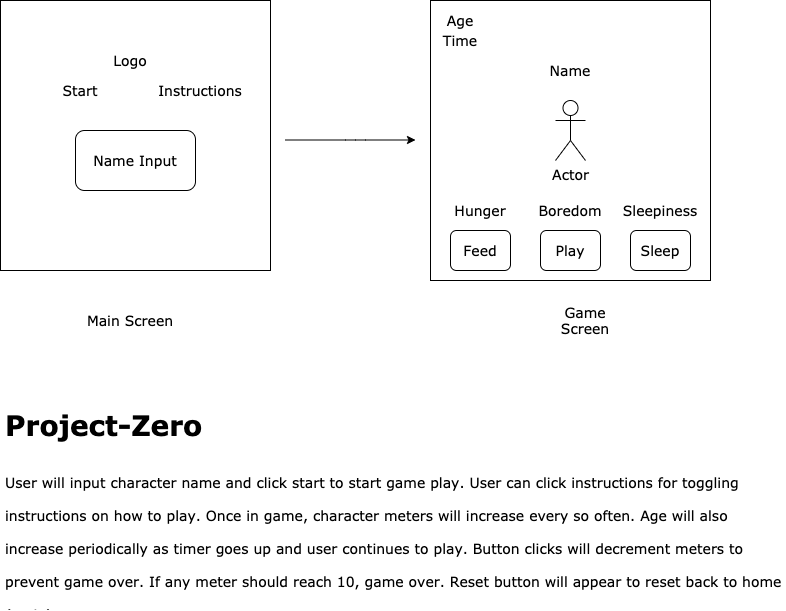 Logo
Start Instructions
Name Input
Main Screen
Age
Time
Name
Actor
Hunger Boredom Sleepiness
Feed Play Sleep
Game
Screen
Project-Zero
User will input character name and click start to start game play. User can click instructions for toggling
instructions on how to play. Once in game, character meters will increase every so often. Age will also
increase periodically as timer goes up and user continues to play. Button clicks will decrement meters to
prevent game over. If any meter should reach 10, game over. Reset button will appear to reset back to home